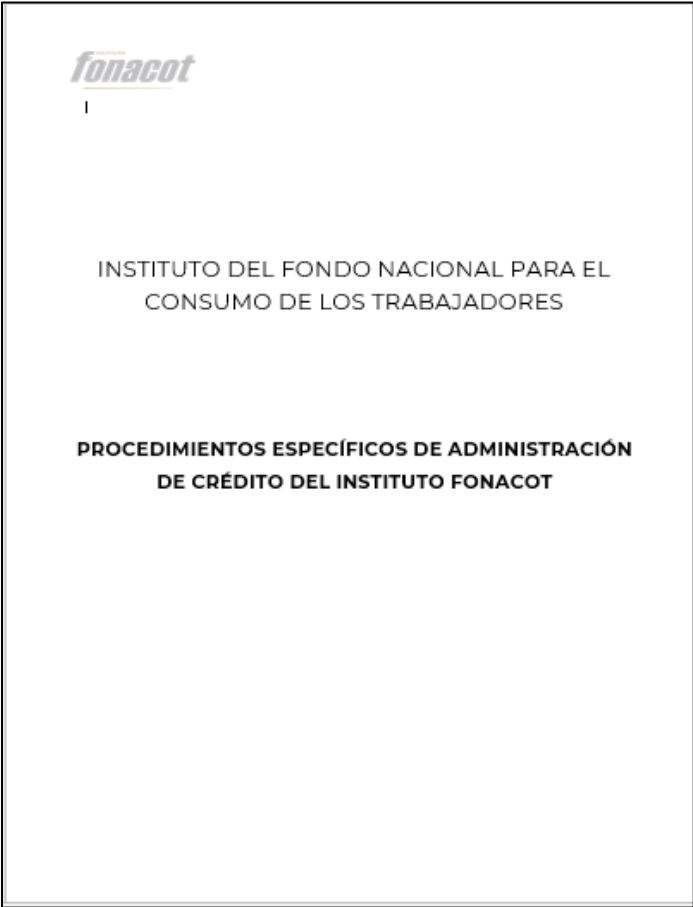 fonacot
INSTITUTO DEL FONDO NACIONAL PARA EL
CONSUMO DE LOS TRABAJADORES
PROCEDIMIENTOS ESPECÍFICOS DE ADMINISTRACIÓN
DE CRÉDITO DEL INSTITUTO FONACOT